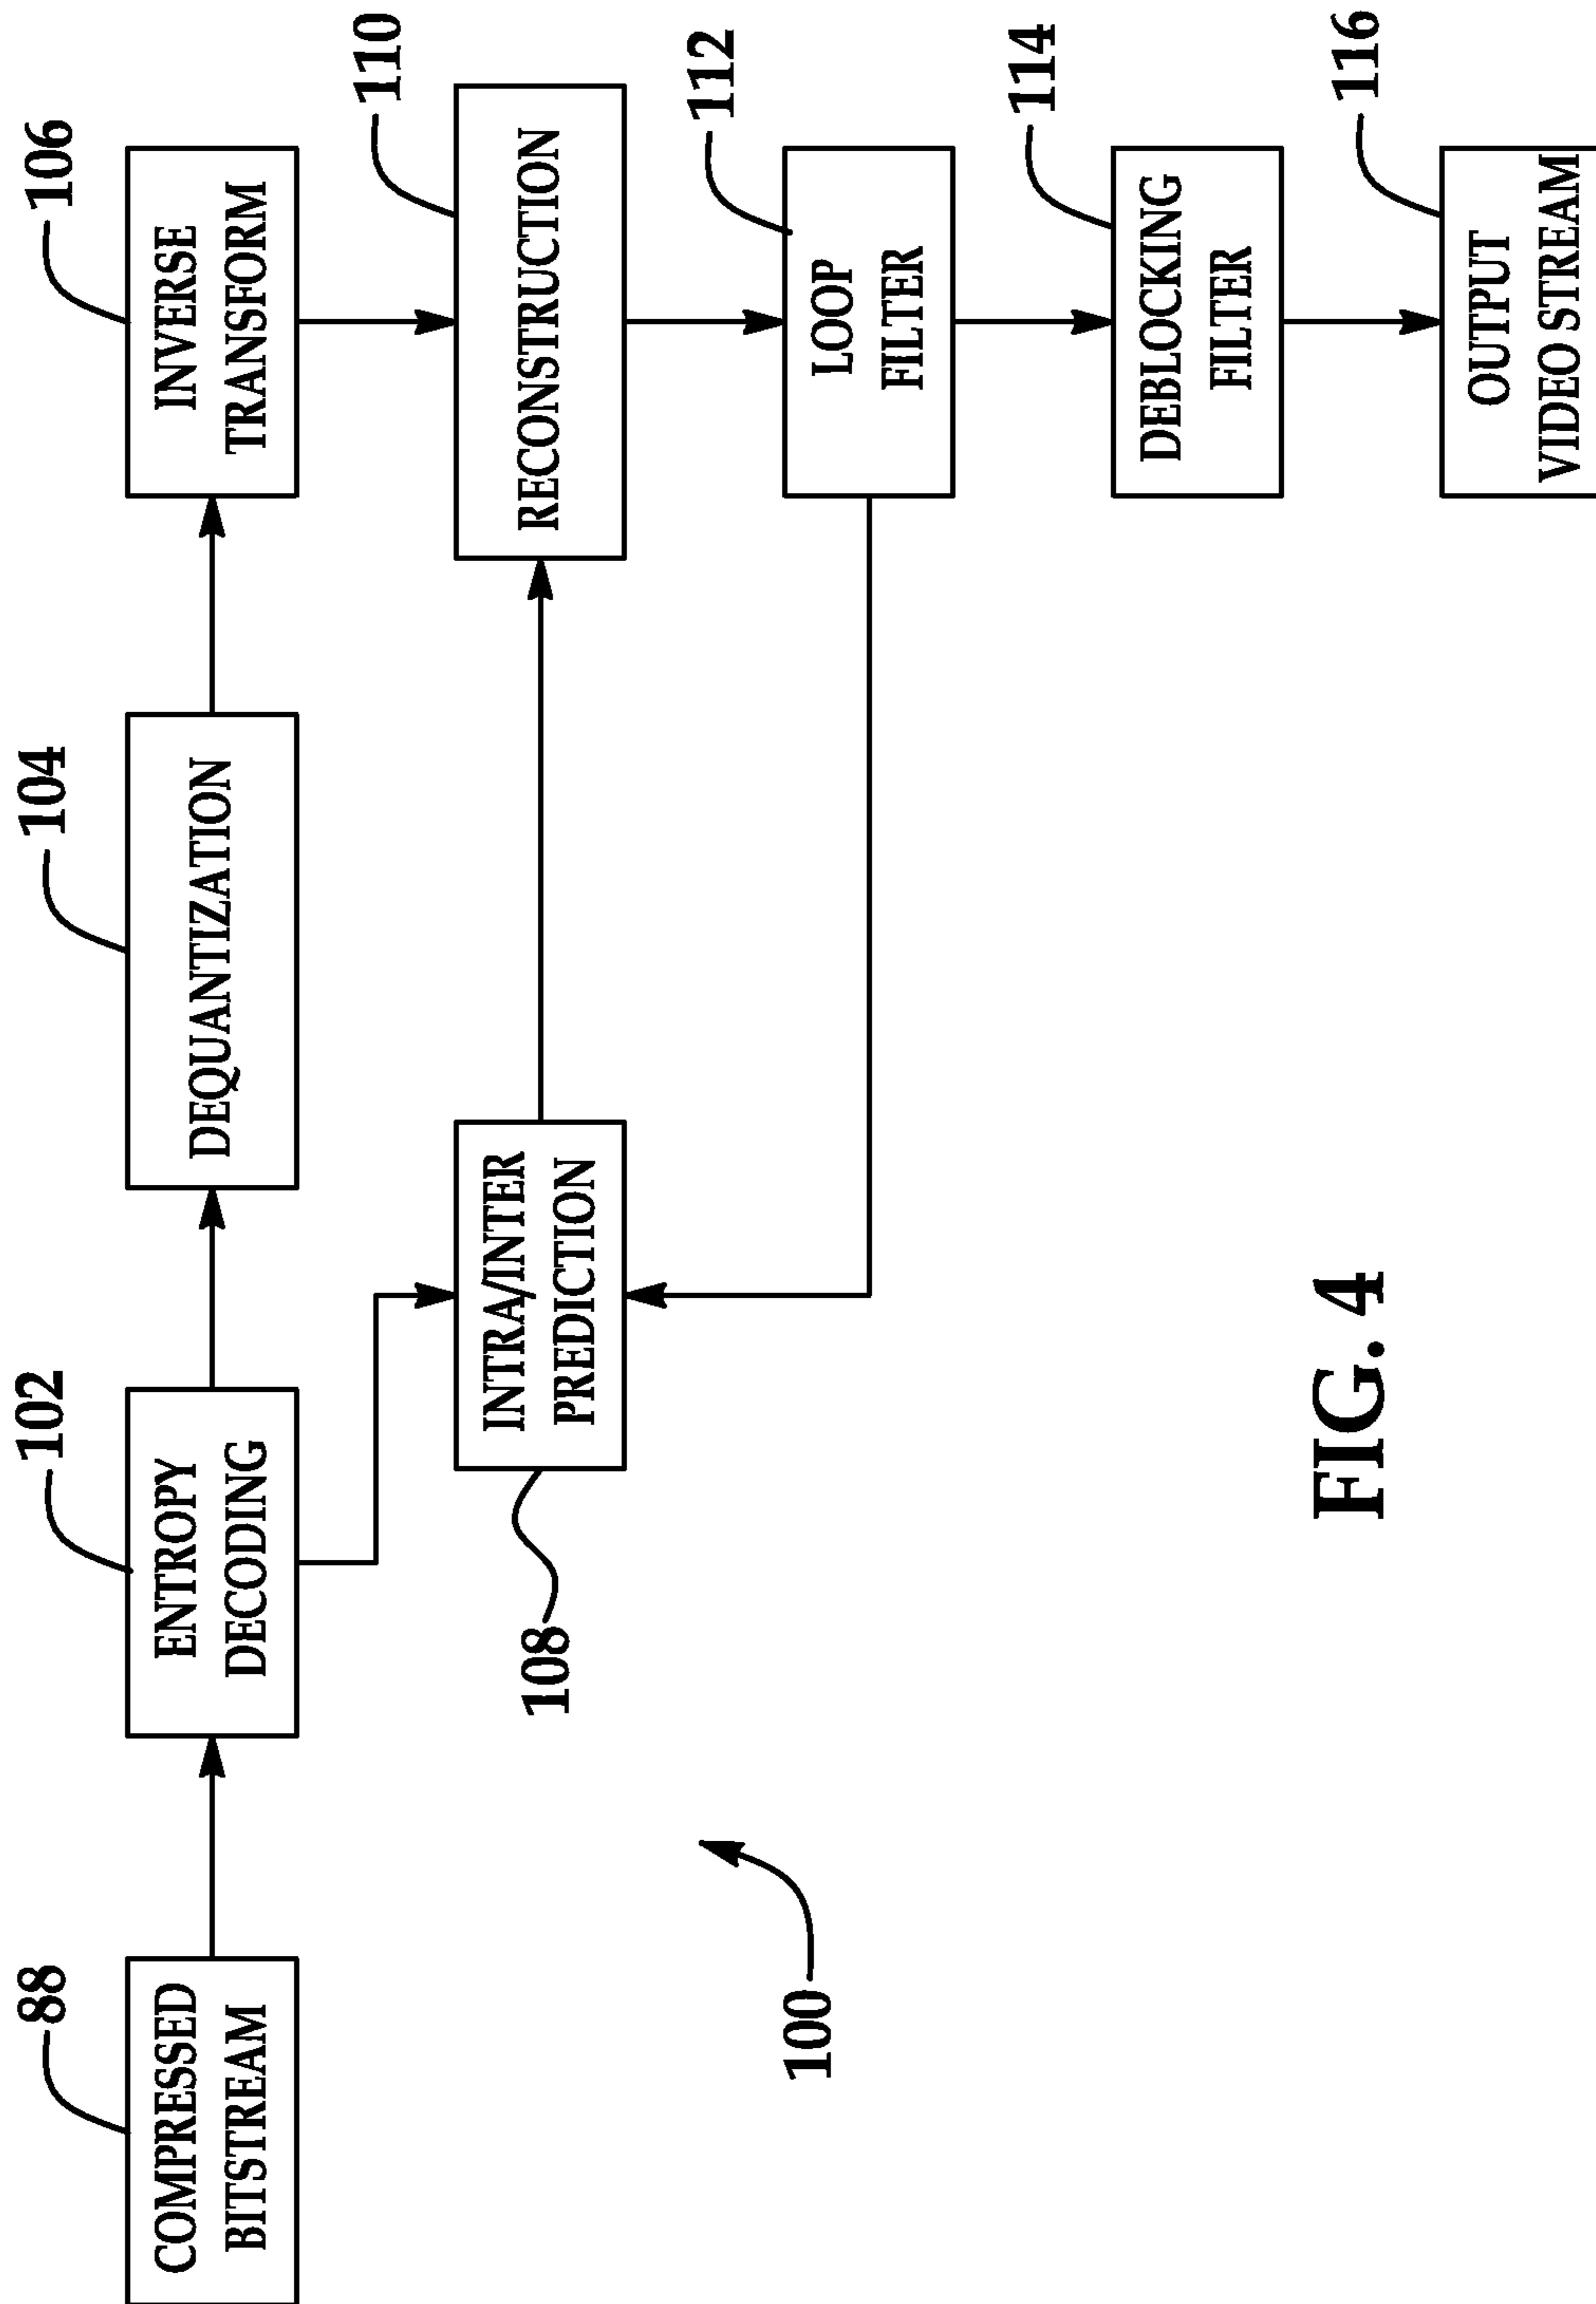 88
102
104
106
COMPRESSED
BITSTREAM
ENTROPY
DECODING
DEQUANTIZATION
INVERSE
TRANSFORM
110
108
INTRA/INTER
PREDICTION
RECONSTRUCTION
112
100
LOOP
FILTER
114
DEBLOCKING
FILTER
116
OUTPUT
VIDEO STREAM
FIG. 4